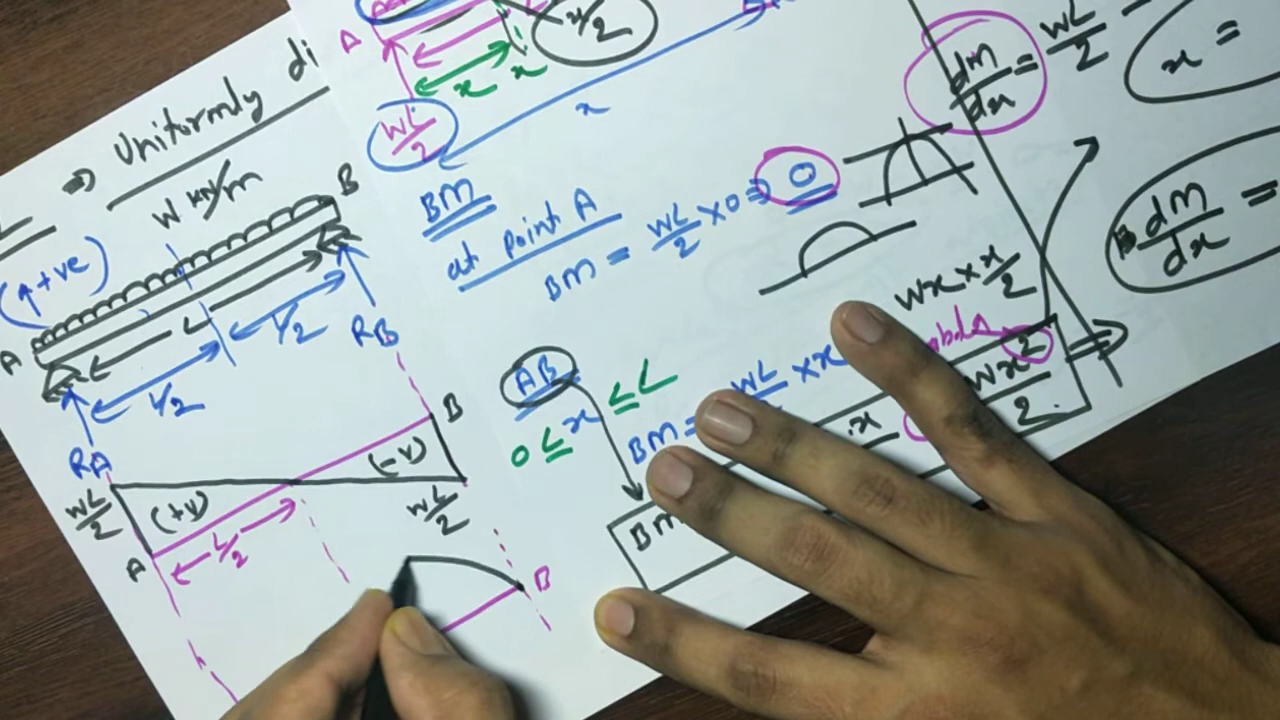 ⇒ Uniformly di
W kN/m
(↑+ve)
A
B
L
L/2
L/2
RA
RB
WL/2
(+v)
(-v)
B
WL/2
A
L/2
B
A
x/2
x
x
WL/2
x
BM
at point A
BM = WL/2 × 0 = 0
AB
0 ≤ x ≤ L
BM = WL/2 × x
Wx × x/2
Wx²/2
.x
BM
dM/dx = WL/2 -
x =
dM/dx =